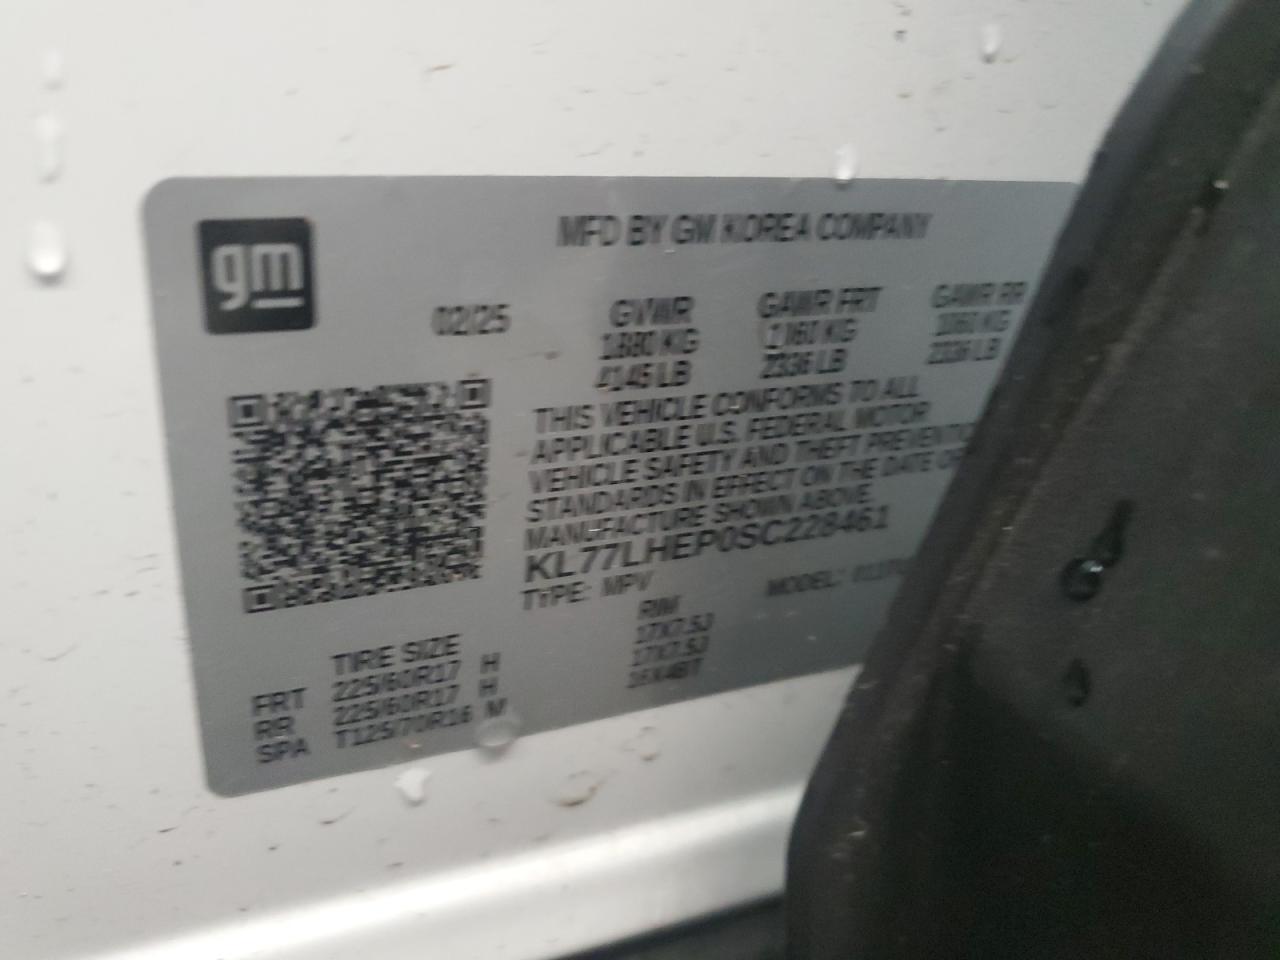 gm
MFD BY GM KOREA COMPANY
02/25 GVWR GAWR FRT GAWR RR
1880 KG 1060 KG 1060 KG
4145 LB 2336 LB 2336 LB
THIS VEHICLE CONFORMS TO ALL
APPLICABLE U.S. FEDERAL MOTOR
VEHICLE SAFETY AND THEFT
STANDARDS IN EFFECT ON THE DATE
MANUFACTURE SHOWN ABOVE.
KL77LHEP0SC228461
TYPE: MPV MODEL:
TIRE SIZE RIM
FRT 225/60R17 H 17X7.5J
RR 225/60R17 H 17X7.5J
SPA T125/70R16 M 16X4BT